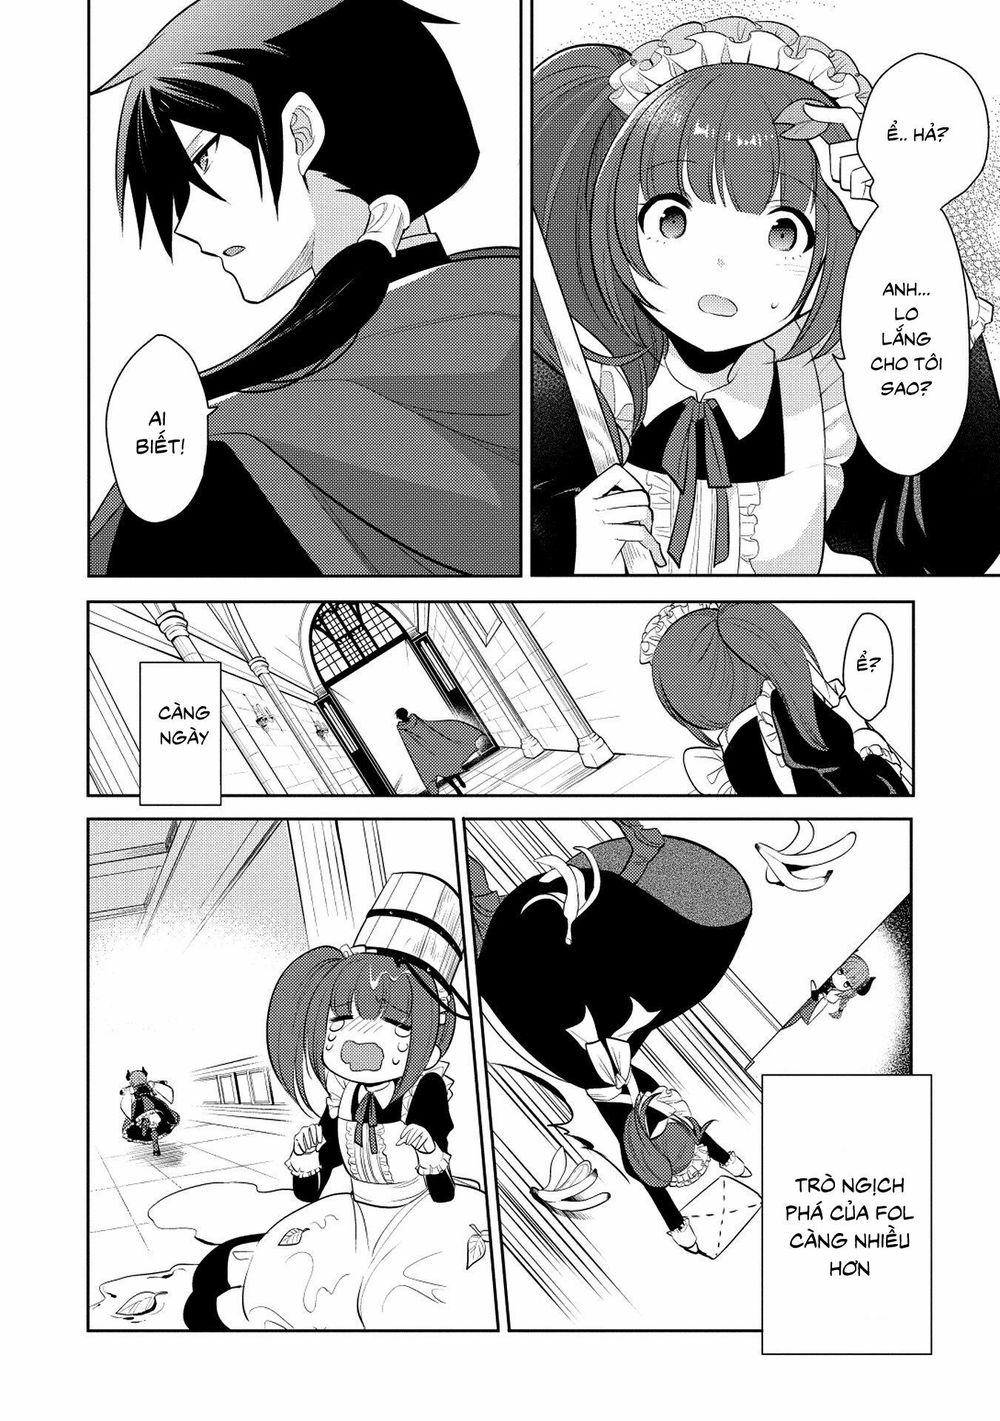 Ể.. HẢ?
ANH...
LO
LẮNG
CHO TÔI
SAO?
AI
BIẾT!
Ể?
CÀNG
NGÀY
TRÒ NGỊCH
PHÁ CỦA FOL
CÀNG NHIỀU
HƠN